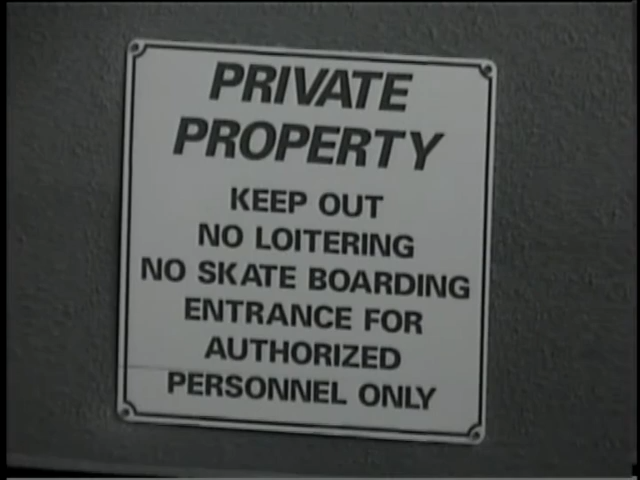 PRIVATE
PROPERTY
KEEP OUT
NO LOITERING
NO SKATE BOARDING
ENTRANCE FOR
AUTHORIZED
PERSONNEL ONLY